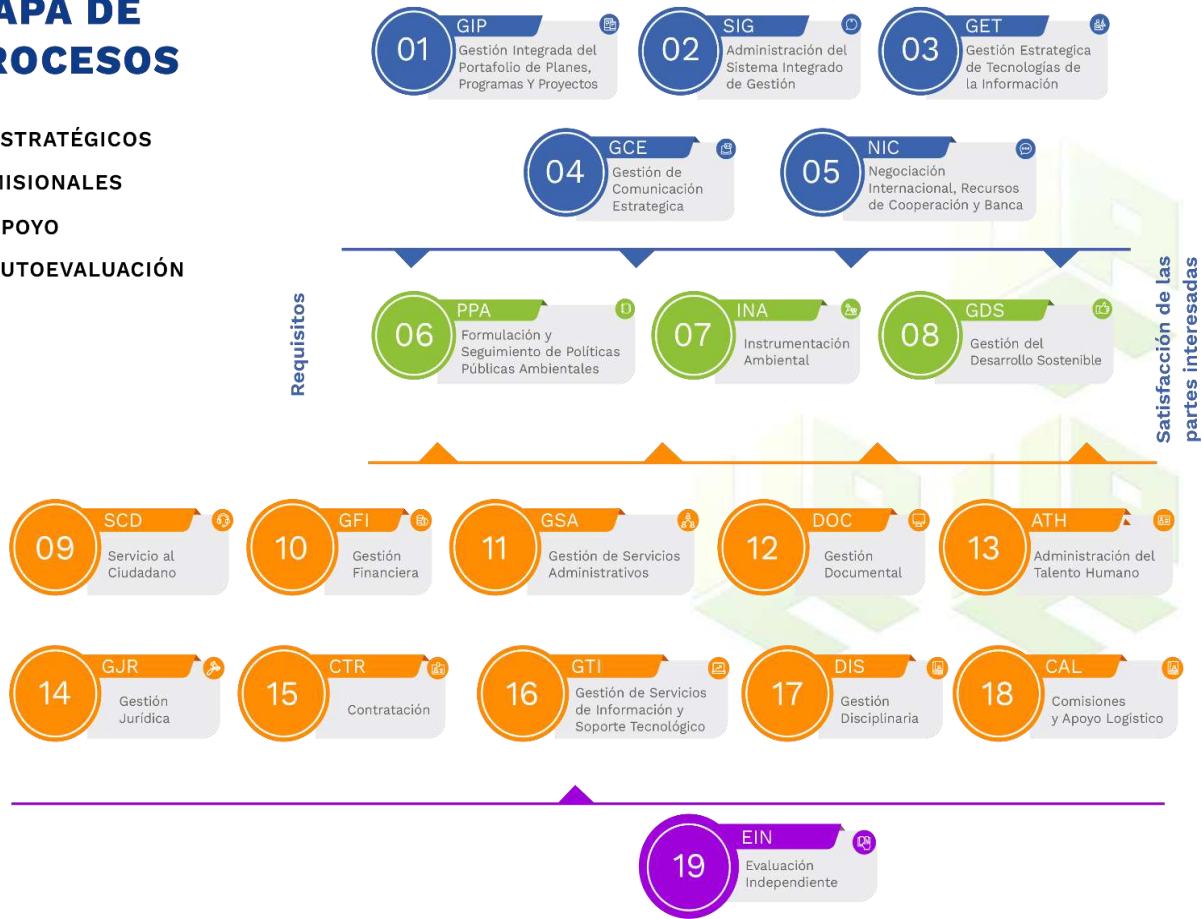 APA DE
ROCESOS
STRATÉGICOS
MISIONALES
POYO
UTOEVALUACIÓN
01
GIP
Gestión Integrada del
Portafolio de Planes,
Programas Y Proyectos
02
SIG
Administración del
Sistema Integrado
de Gestión
03
GET
Gestión Estrategica
de Tecnologías de
la Información
04
GCE
Gestión de
Comunicación
Estrategica
05
NIC
Negociación
Internacional, Recursos
de Cooperación y Banca
Requisitos
06
PPA
Formulación y
Seguimiento de Políticas
Públicas Ambientales
07
INA
Instrumentación
Ambiental
08
GDS
Gestión del
Desarrollo Sostenible
Satisfacción de las
partes interesadas
09
SCD
Servicio al
Ciudadano
10
GFI
Gestión
Financiera
11
GSA
Gestión de Servicios
Administrativos
12
DOC
Gestión
Documental
13
ATH
Administración del
Talento Humano
14
GJR
Gestión
Jurídica
15
CTR
Contratación
16
GTI
Gestión de Servicios
de Información y
Soporte Tecnológico
17
DIS
Gestión
Disciplinaria
18
CAL
Comisiones
y Apoyo Logistico
19
EIN
Evaluación
Independiente